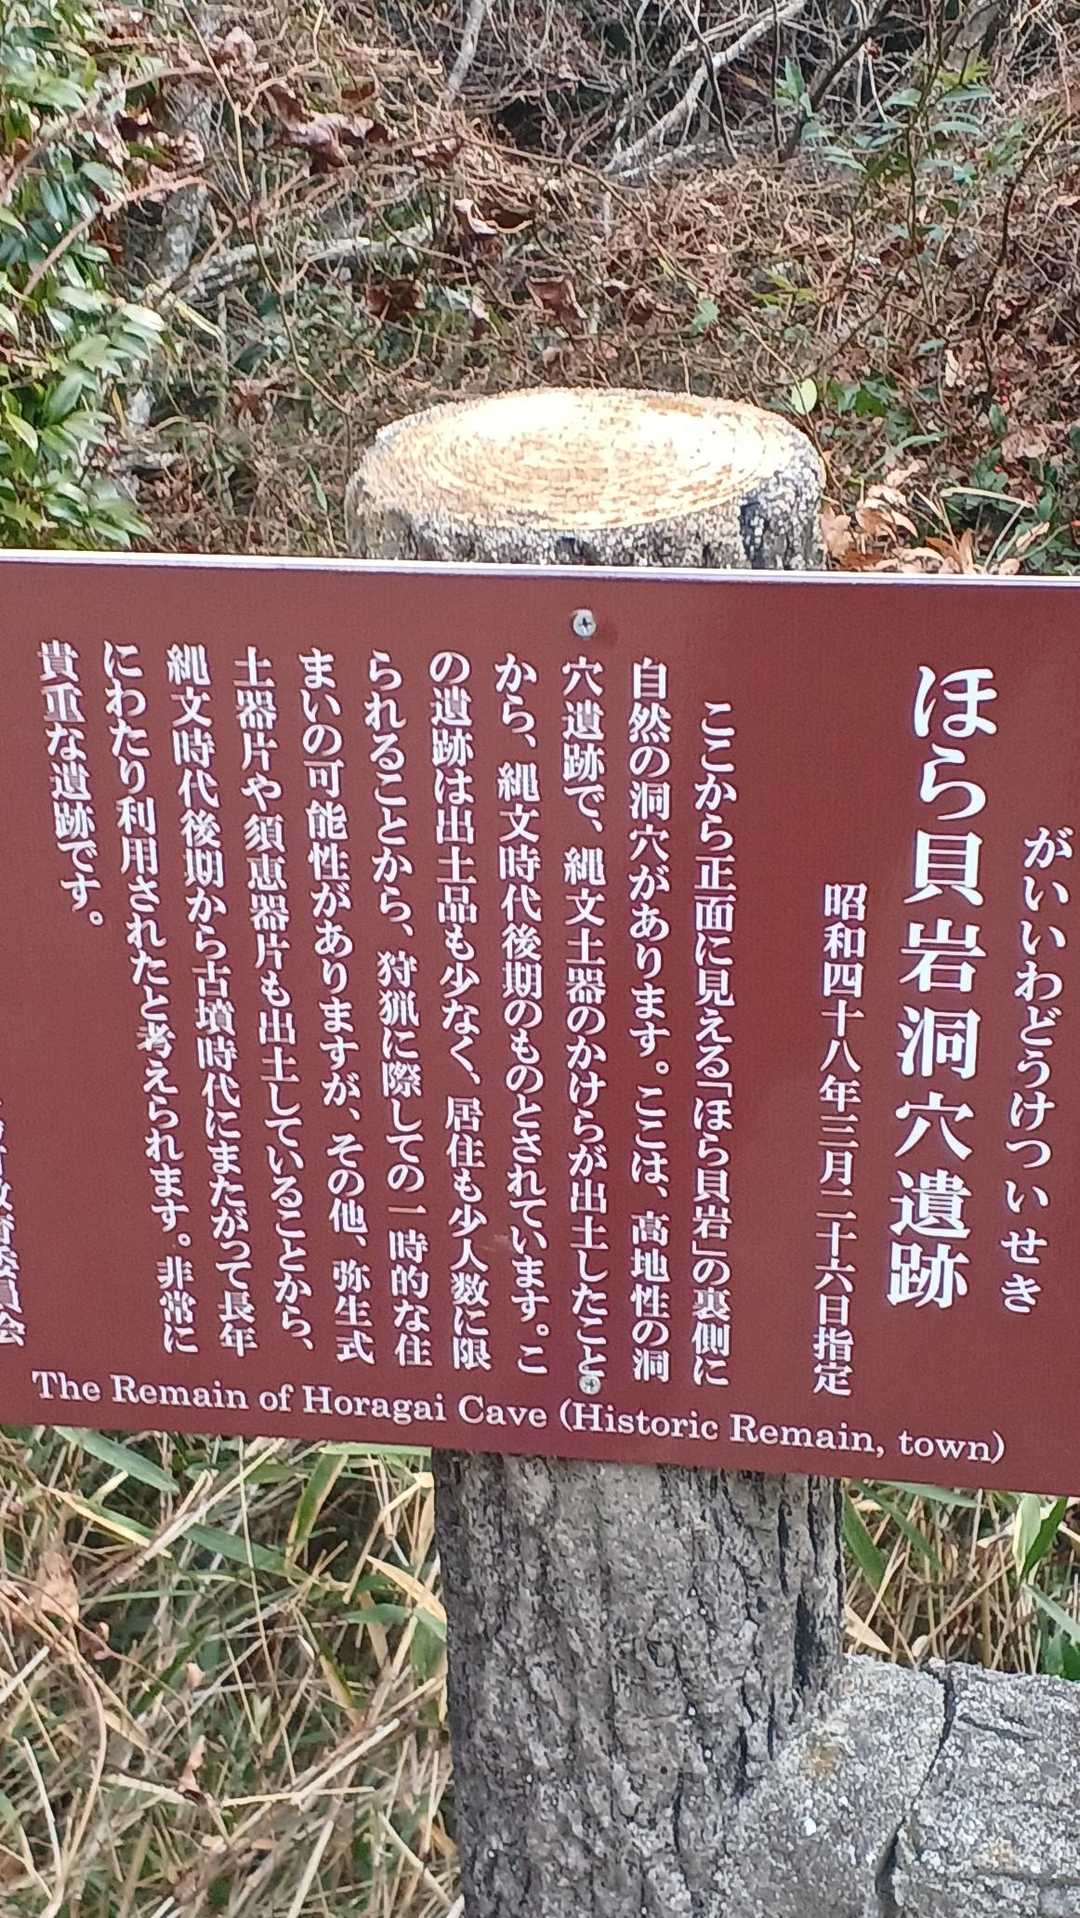 がいいわどうけついせき
ほら貝岩洞穴遺跡
昭和四十八年三月二十六日指定
ここから正面に見える「ほら貝岩」の裏側に
自然の洞穴があります。ここは、高地性の洞
穴遺跡で、縄文土器のかけらが出土したこと
から、縄文時代後期のものとされています。こ
の遺跡は出土品も少なく、居住も少人数に限
られることから、狩猟に際しての一時的な住
まいの可能性がありますが、その他、弥生式
土器片や須恵器片も出土していることから、
縄文時代後期から古墳時代にまたがって長年
にわたり利用されたと考えられます。非常に
貴重な遺跡です。
教育委員会
The Remain of Horagai Cave (Historic Remain, town)